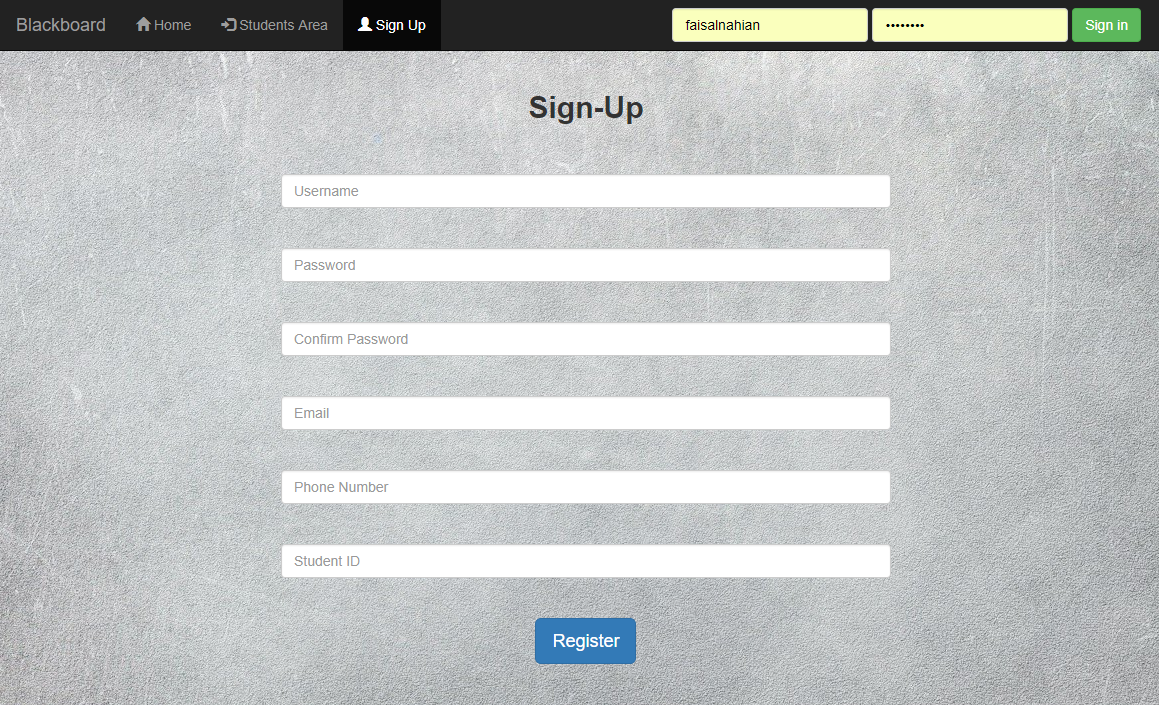 Blackboard Home Students Area Sign Up faisalnahian •••••••• Sign in
Sign-Up
Username
Password
Confirm Password
Email
Phone Number
Student ID
Register